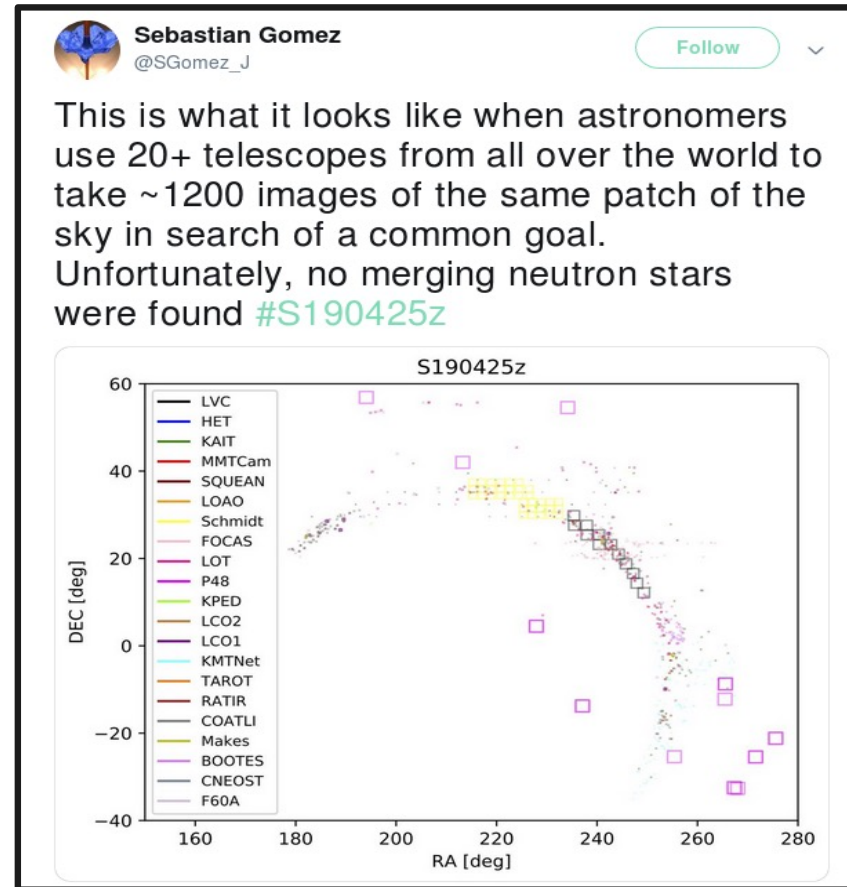 Sebastian Gomez
@SGomez_J
Follow
This is what it looks like when astronomers
use 20+ telescopes from all over the world to
take ~1200 images of the same patch of the
sky in search of a common goal.
Unfortunately, no merging neutron stars
were found #S190425z
S190425z
60
40
20
0
−20
−40
DEC [deg]
LVC
HET
KAIT
MMTCam
SQUEAN
LOAO
Schmidt
FOCAS
LOT
P48
KPED
LCO2
LCO1
KMTNet
TAROT
RATIR
COATLI
Makes
BOOTES
CNEOST
F60A
160 180 200 220 240 260 280
RA [deg]